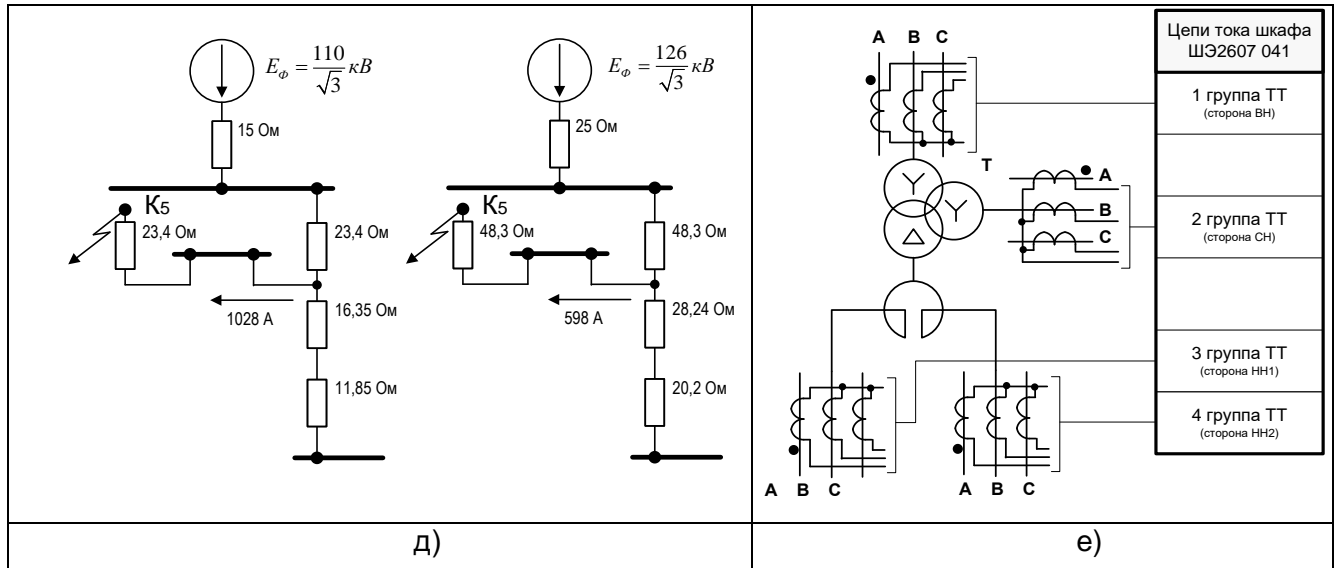 E_Ф = 110/√3 кВ
15 Ом
К5
23,4 Ом
23,4 Ом
1028 А
16,35 Ом
11,85 Ом
E_Ф = 126/√3 кВ
25 Ом
К5
48,3 Ом
48,3 Ом
598 А
28,24 Ом
20,2 Ом
д)
А В С
Т
А
В
С
А В С
А В С
Цепи тока шкафа
ШЭ2607 041
1 группа ТТ
(сторона ВН)
2 группа ТТ
(сторона СН)
3 группа ТТ
(сторона НН1)
4 группа ТТ
(сторона НН2)
е)